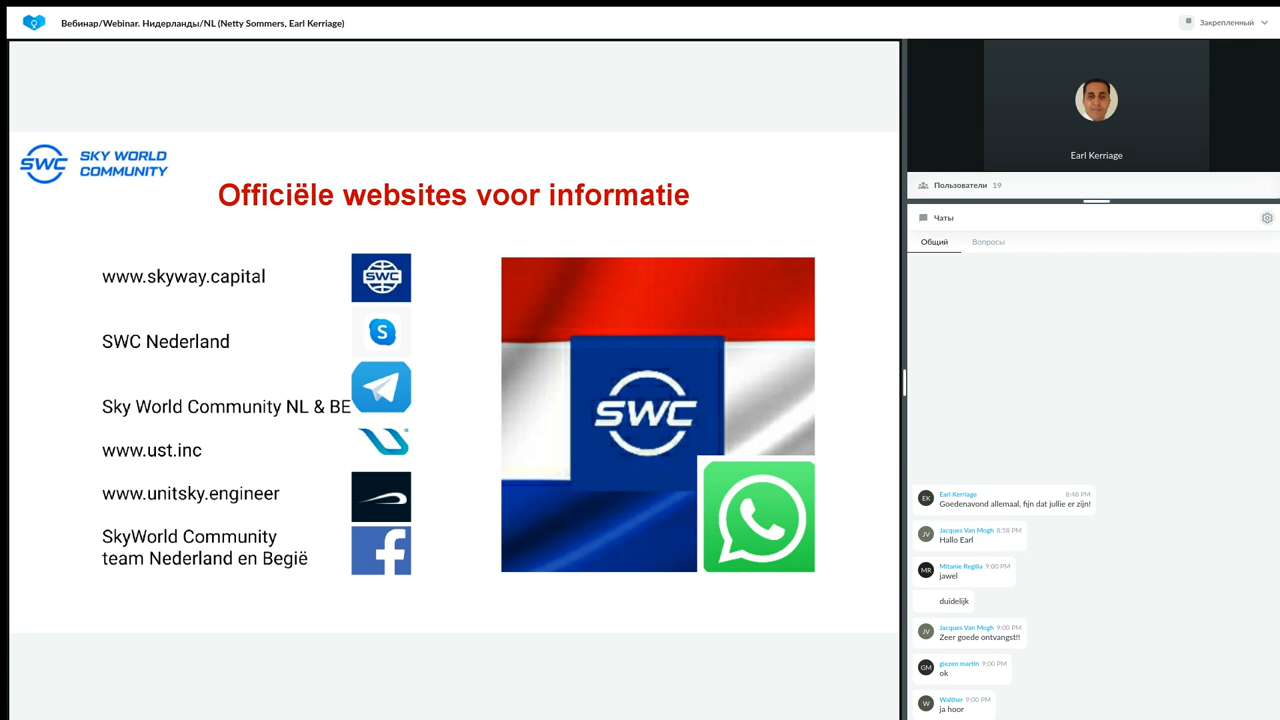 Вебинар/Webinar. Нидерланды/NL (Netty Sommers, Earl Kerriage)
Закрепленный
SWC SKY WORLD
COMMUNITY
Officiële websites voor informatie
www.skyway.capital
SWC
SWC Nederland
S
Sky World Community NL & BE
www.ust.inc
www.unitsky.engineer
SkyWorld Community
team Nederland en Begië
f
SWC
Earl Kerriage
Пользователи 19
Чаты
Общий Вопросы
EK Earl Kerriage 8:48 PM
Goedenavond allemaal, fijn dat jullie er zijn!
JV Jacques Van Mogh 8:58 PM
Hallo Earl
MR Mitanie Regilia 9:00 PM
jawel
duidelijk
JV Jacques Van Mogh 9:00 PM
Zeer goede ontvangst!!
GM giezen martin 9:00 PM
ok
W Walther 9:00 PM
ja hoor